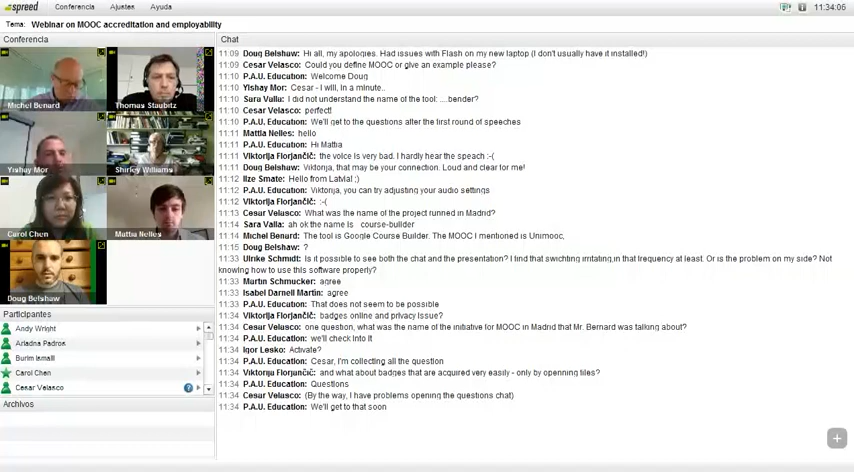 spreed
Conferencia Ajustes Ayuda
11:34:06
Tema: Webinar on MOOC accreditation and employability
Conferencia
Michel Benard
Thomas Staubitz
Yishay Mor
Shirley Williams
Carol Chen
Mattia Nelles
Doug Belshaw
Participantes
Andy Wright
Ariadna Padros
Burim Ismaili
Carol Chen
Cesar Velasco
Archivos
Chat
11:09 Doug Belshaw: Hi all, my apologies. Had issues with Flash on my new laptop (I don't usually have it installed!)
11:09 Cesar Velasco: Could you define MOOC or give an example please?
11:10 P.A.U. Education: Welcome Doug
11:10 Yishay Mor: Cesar - I will, in a minute..
11:10 Sara Valla: I did not understand the name of the tool: ....bender?
11:10 Cesar Velasco: perfect!
11:10 P.A.U. Education: We'll get to the questions after the first round of speeches
11:11 Mattia Nelles: hello
11:11 P.A.U. Education: Hi Mattia
11:11 Viktorija Florjančič: the voice is very bad. I hardly hear the speach :-(
11:11 Doug Belshaw: Viktorija, that may be your connection. Loud and clear for me!
11:12 Ilze Smate: Hello from Latvia! ;)
11:12 P.A.U. Education: Viktorija, you can try adjusting your audio settings
11:12 Viktorija Florjančič: :-(
11:13 Cesar Velasco: What was the name of the project runned in Madrid?
11:14 Sara Valla: ah ok the name is course-builder
11:14 Michel Benard: The tool is Google Course Builder. The MOOC I mentioned is Unimooc,
11:15 Doug Belshaw: ?
11:33 Ulrike Schmidt: Is it possible to see both the chat and the presentation? I find that swichting irritating,in that frequency at least. Or is the problem on my side? Not
knowing how to use this software properly?
11:33 Martin Schmucker: agree
11:33 Isabel Darnell Martin: agree
11:33 P.A.U. Education: That does not seem to be possible
11:34 Viktorija Florjančič: badges online and privacy issue?
11:34 Cesar Velasco: one question, what was the name of the initiative for MOOC in Madrid that Mr. Bernard was talking about?
11:34 P.A.U. Education: we'll check into it
11:34 Igor Lesko: Activate?
11:34 P.A.U. Education: Cesar, I'm collecting all the question
11:34 Viktorija Florjančič: and what about badges that are acquired very easily - only by openning files?
11:34 P.A.U. Education: Questions
11:34 Cesar Velasco: (By the way, I have problems opening the questions chat)
11:34 P.A.U. Education: We'll get to that soon